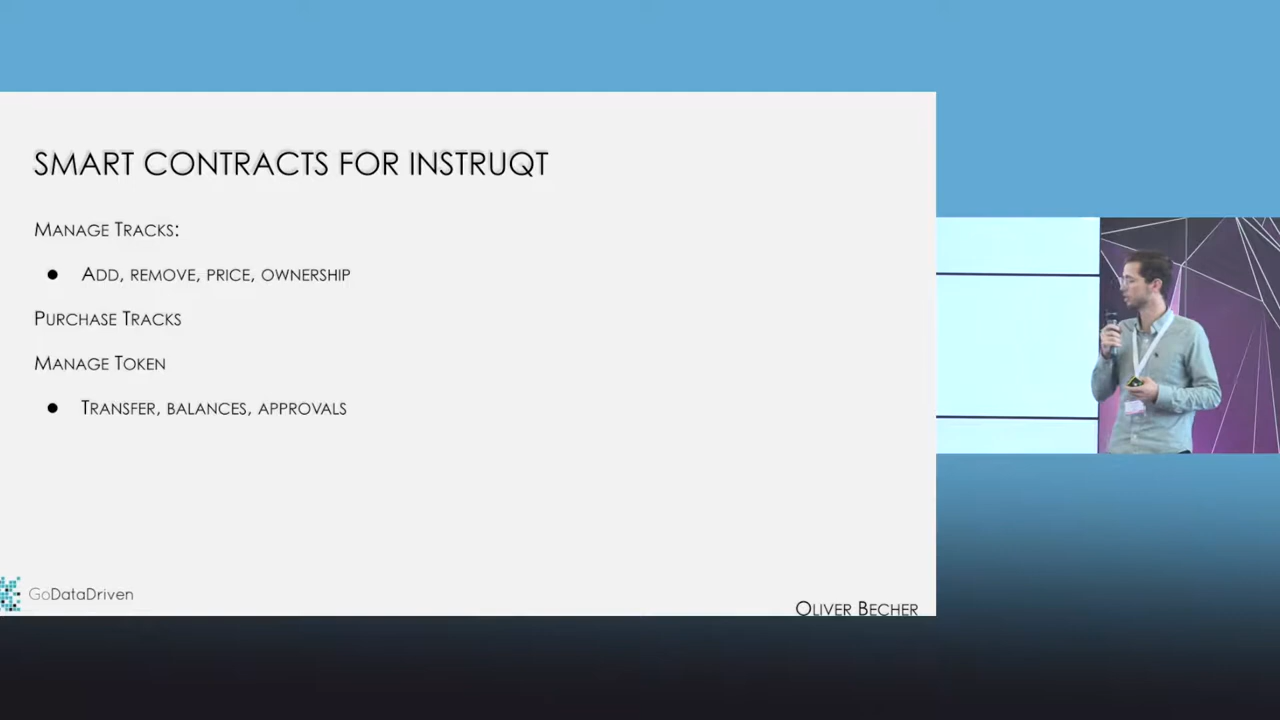 SMART CONTRACTS FOR INSTRUQT
MANAGE TRACKS:
● ADD, REMOVE, PRICE, OWNERSHIP
PURCHASE TRACKS
MANAGE TOKEN
● TRANSFER, BALANCES, APPROVALS
GoDataDriven
OLIVER BECHER